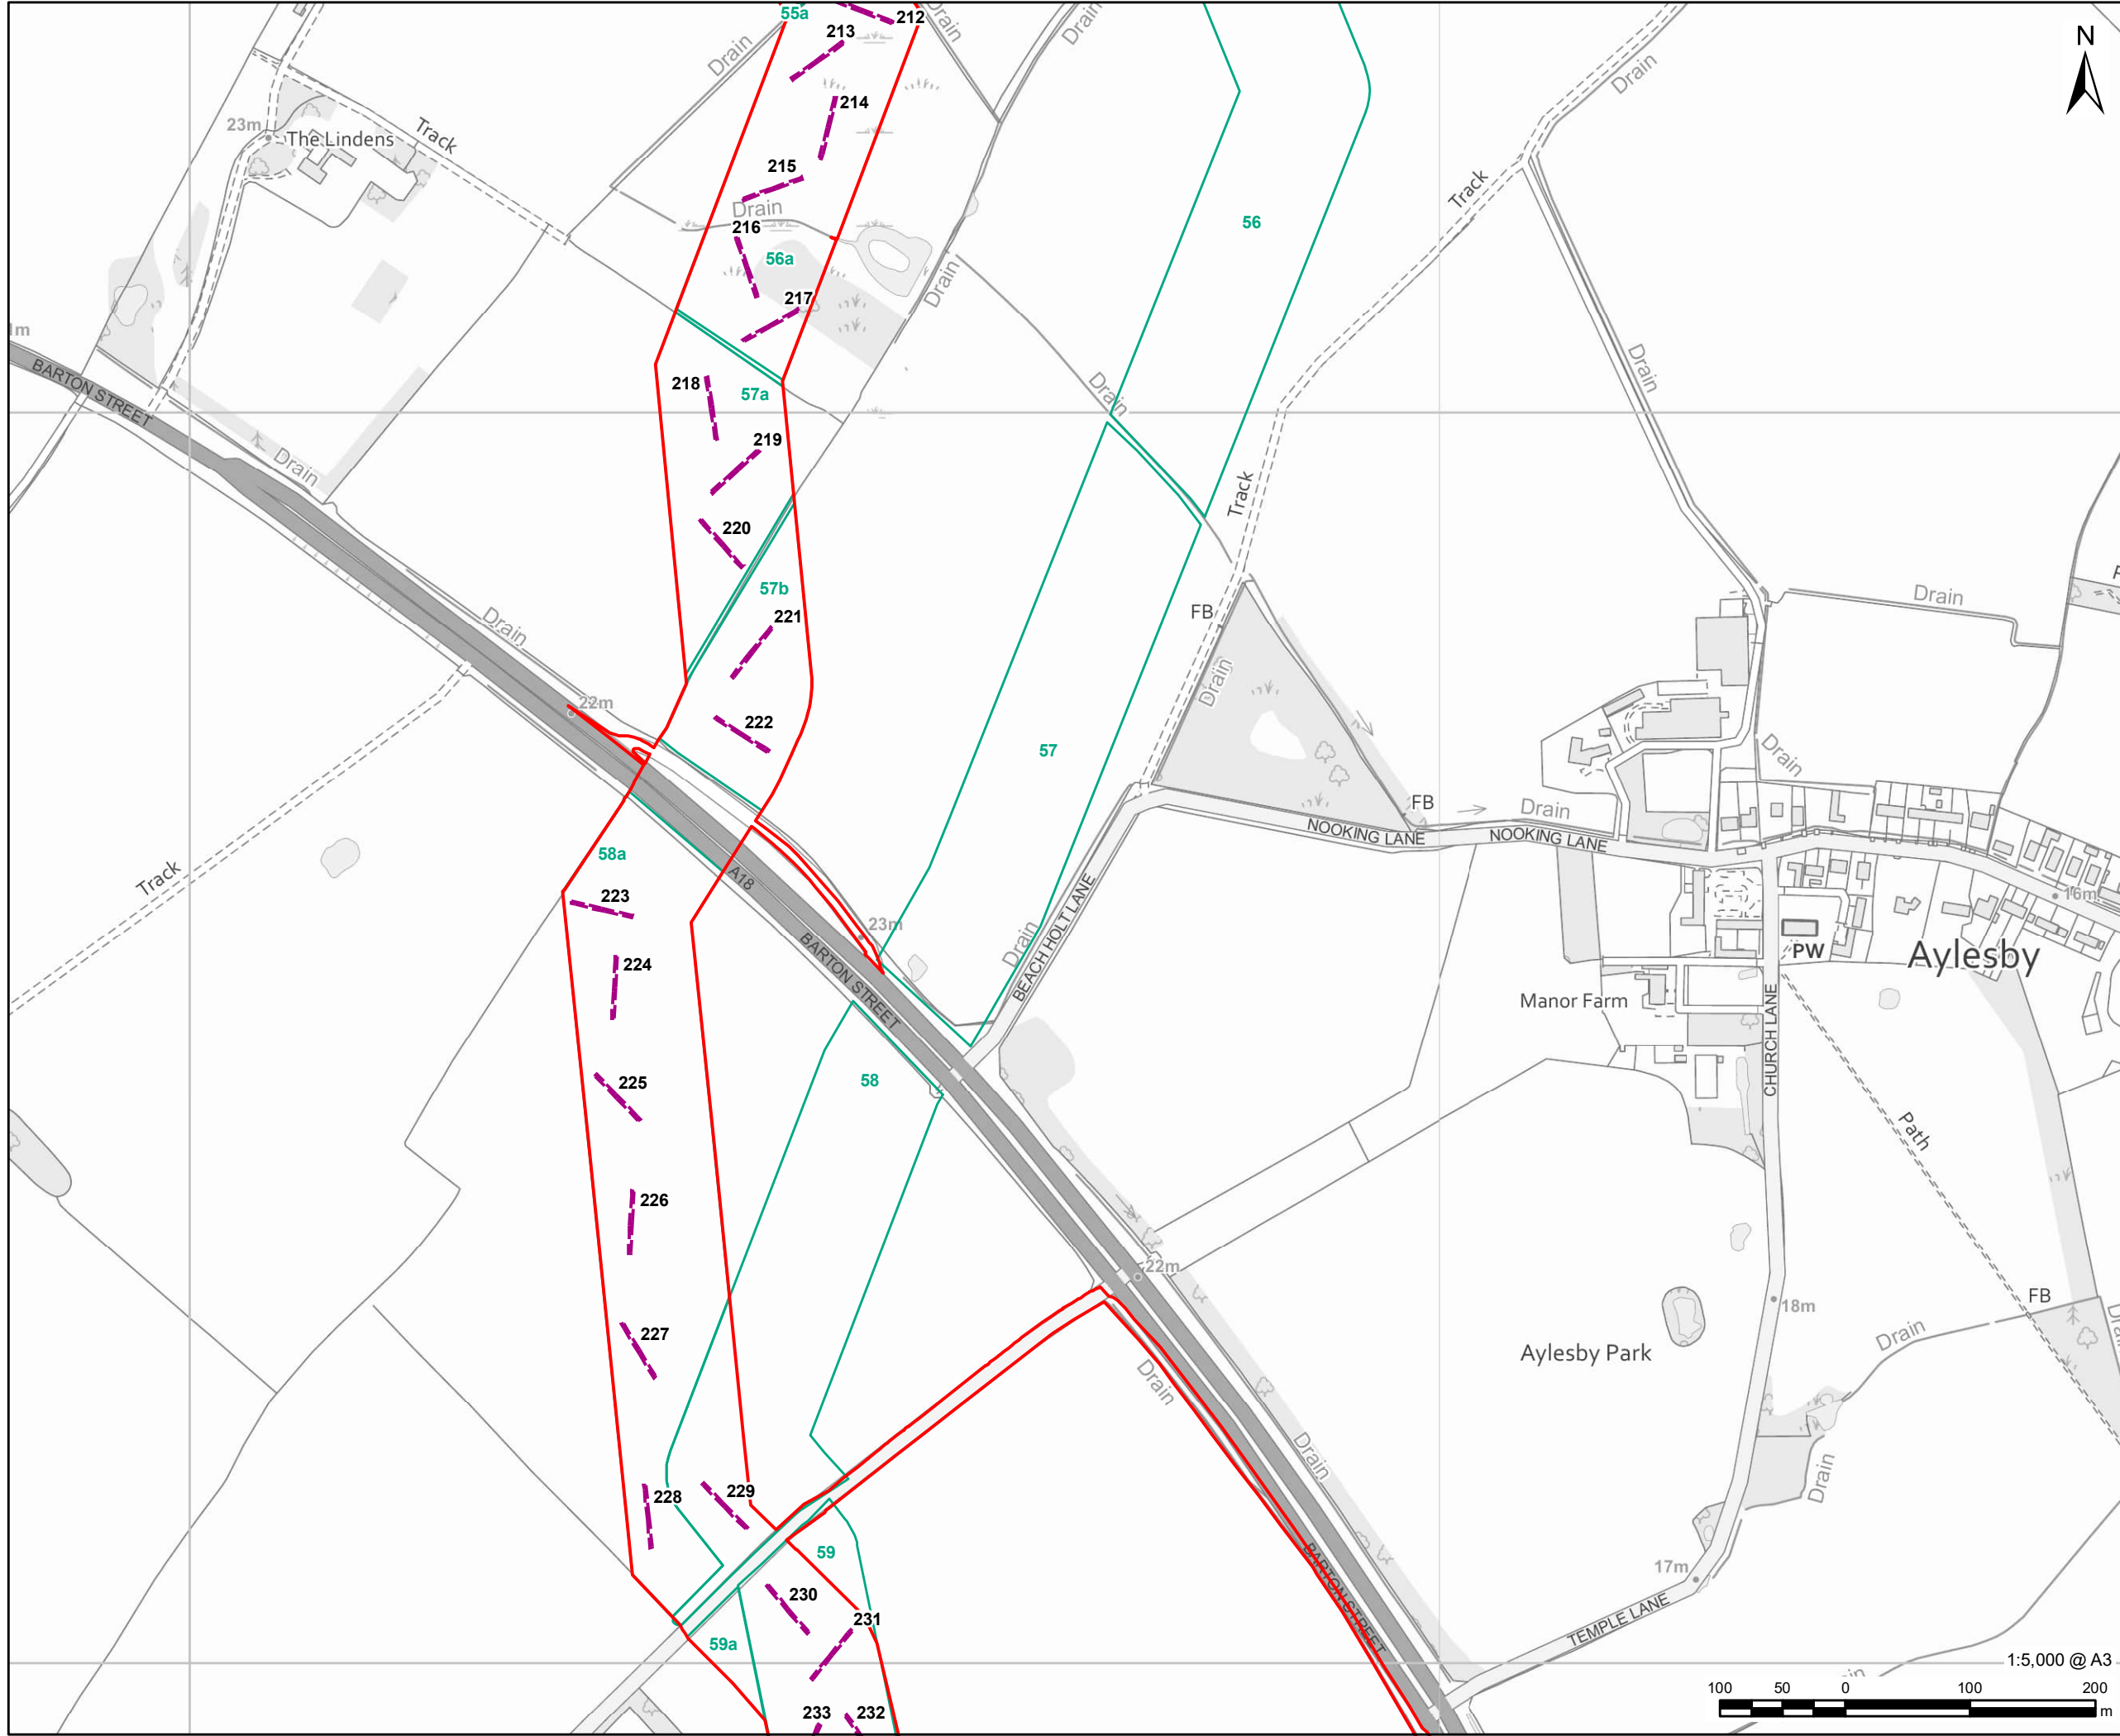 55a
212
Drain
Drain
213
Drain
N
Drain
214
23m
The Lindens
Track
215
Track
Drain
216
56
56a
Drain
217
1m
BARTON STREET
218
57a
Drain
Drain
219
Drain
Track
220
57b
Drain
FB
221
Drain
Drain
22m
222
57
Drain
FB
Drain
NOOKING LANE
NOOKING LANE
58a
A18
Track
223
BEACH HOLT LANE
16m
23m
Drain
BARTON STREET
PW
Aylesby
224
Manor Farm
CHURCH LANE
58
225
Path
226
22m
FB
18m
227
Drain
Aylesby Park
Drain
Drain
Drain
228
229
59
BARTON STREET
17m
230
231
TEMPLE LANE
59a
1:5,000 @ A3
100 50 0 100 200
m
233
232